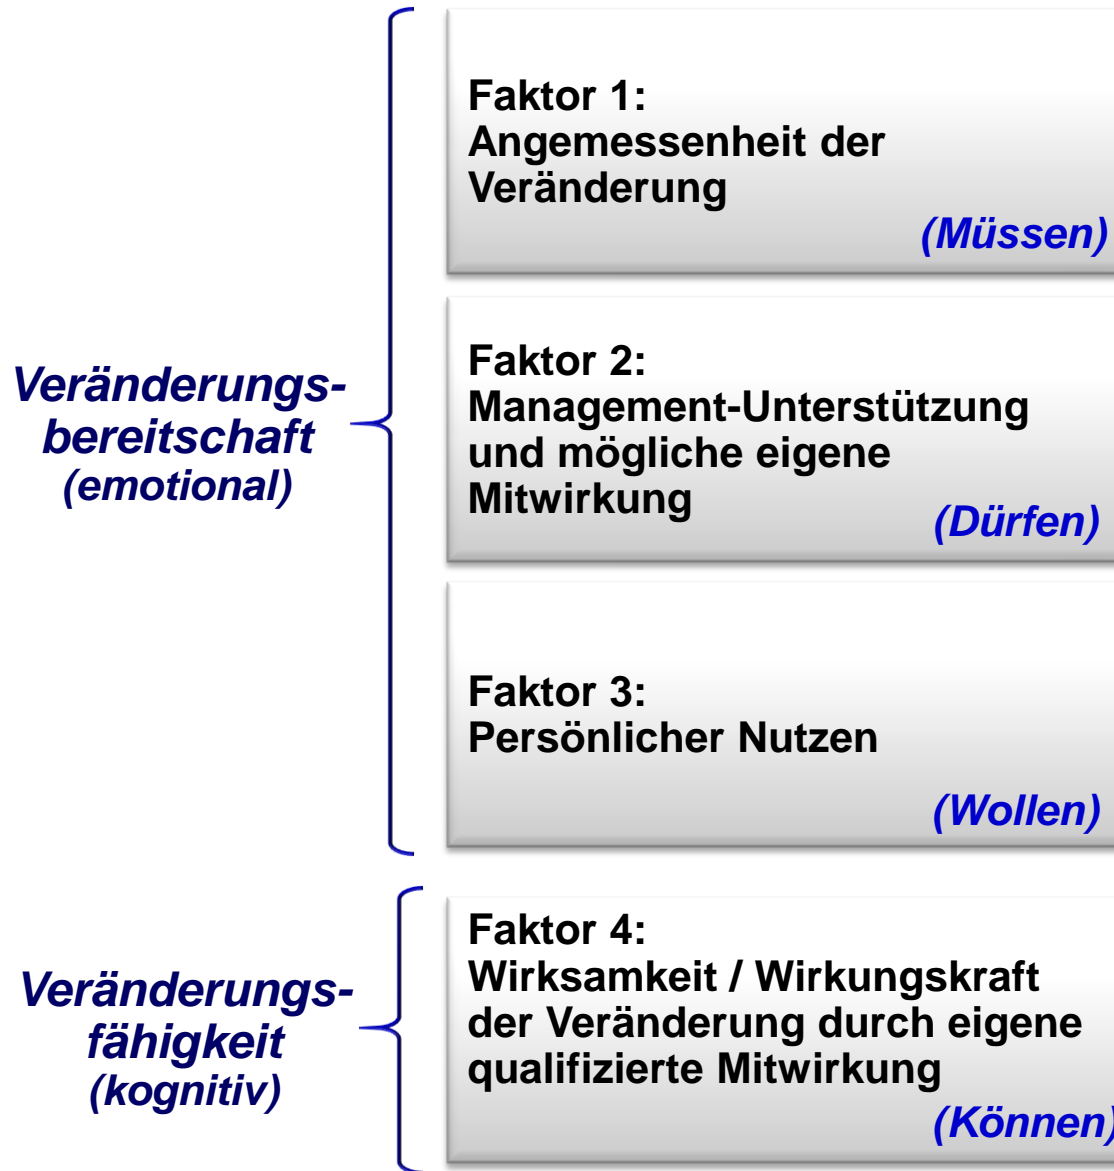 Faktor 1:
Angemessenheit der
Veränderung
(Müssen)
Veränderungs-
bereitschaft
(emotional)
Faktor 2:
Management-Unterstützung
und mögliche eigene
Mitwirkung
(Dürfen)
Faktor 3:
Persönlicher Nutzen
(Wollen)
Veränderungs-
fähigkeit
(kognitiv)
Faktor 4:
Wirksamkeit / Wirkungskraft
der Veränderung durch eigene
qualifizierte Mitwirkung
(Können)